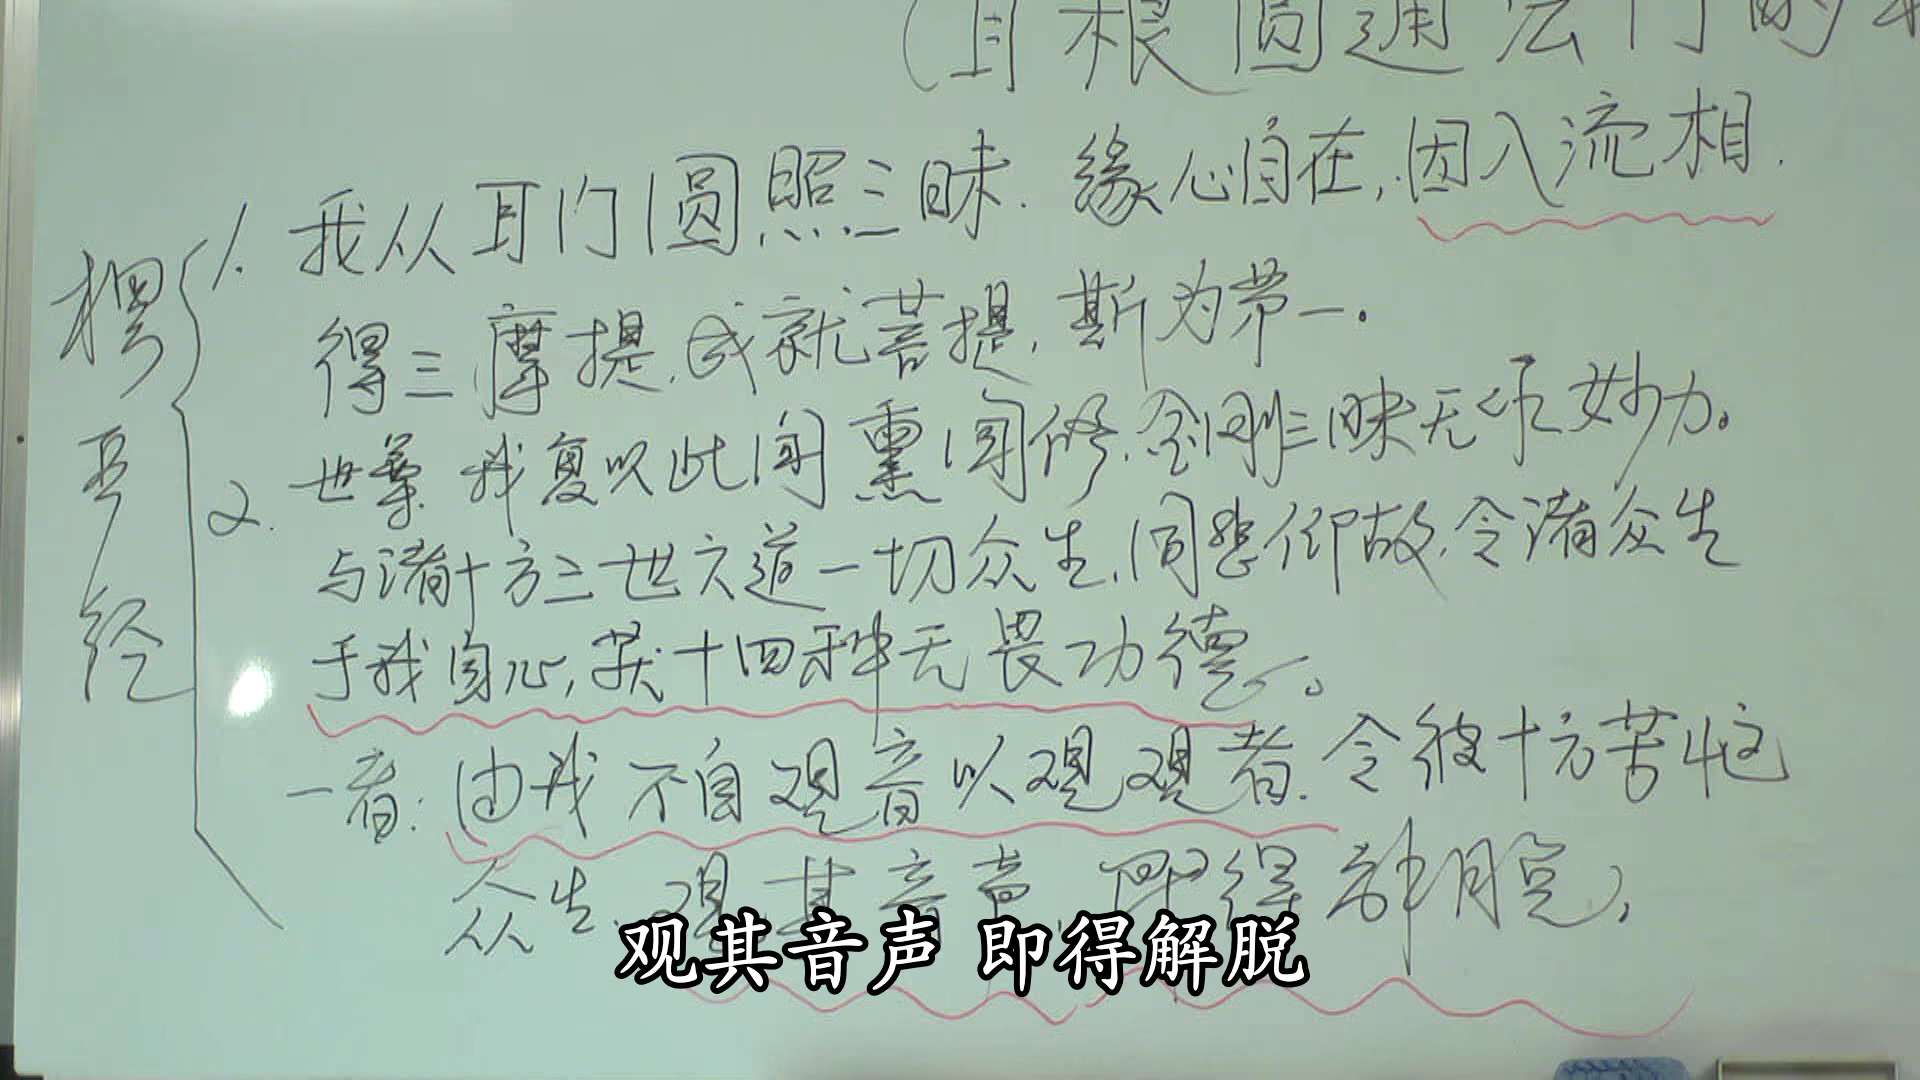 (耳根圆通法门的
楞严经
1. 我从耳门圆照三昧. 缘心自在, 因入流相.
得三摩提, 成就菩提, 斯为第一。
2. 世尊, 我复以此闻熏闻修, 金刚三昧无作妙力。
与诸十方三世六道一切众生, 同悲仰故, 令诸众生
于我身心, 获十四种无畏功德。
一者: 由我不自观音以观观者. 令彼十方苦恼
众生, 观其音声, 即得解脱,
观其音声 即得解脱